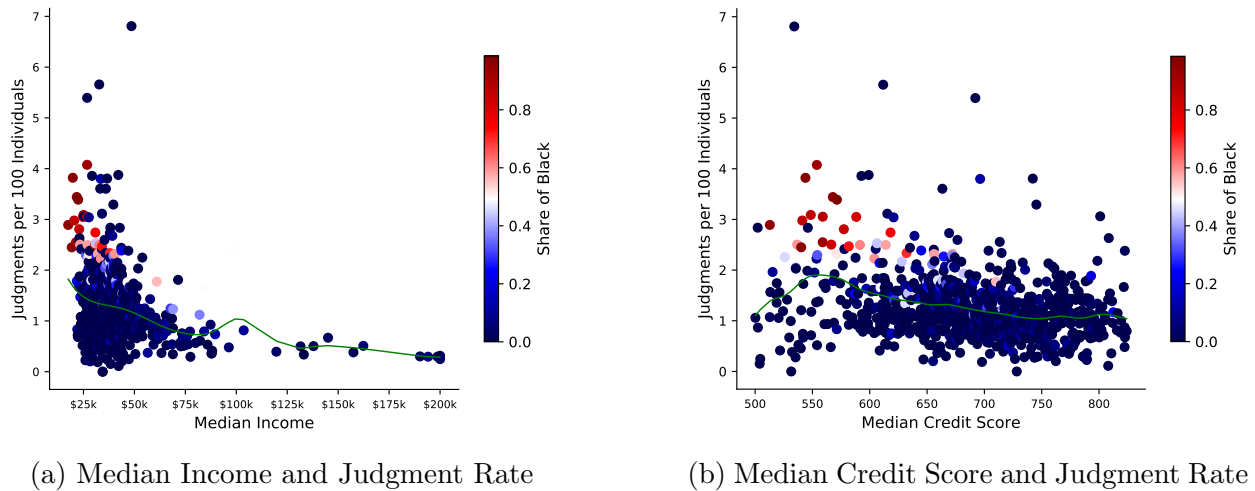 7
6
5
4
3
2
1
0
Judgments per 100 Individuals
$25k $50k $75k $100k $125k $150k $175k $200k
Median Income
0.8
0.6
0.4
0.2
0.0
Share of Black
(a) Median Income and Judgment Rate
7
6
5
4
3
2
1
0
Judgments per 100 Individuals
500 550 600 650 700 750 800
Median Credit Score
0.8
0.6
0.4
0.2
0.0
Share of Black
(b) Median Credit Score and Judgment Rate